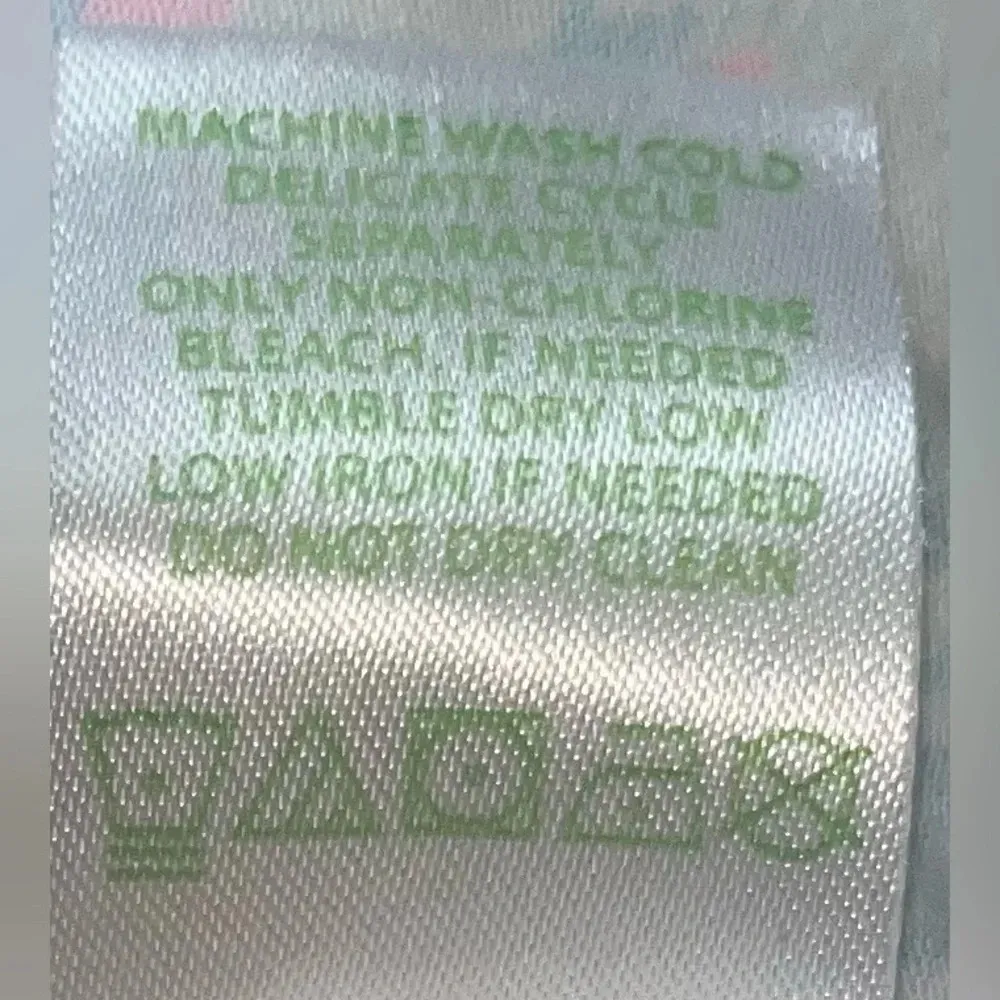 MACHINE WASH COLD
DELICATE CYCLE
SEPARATELY
ONLY NON-CHLORINE
BLEACH, IF NEEDED
TUMBLE DRY LOW
LOW IRON IF NEEDED
DO NOT DRY CLEAN